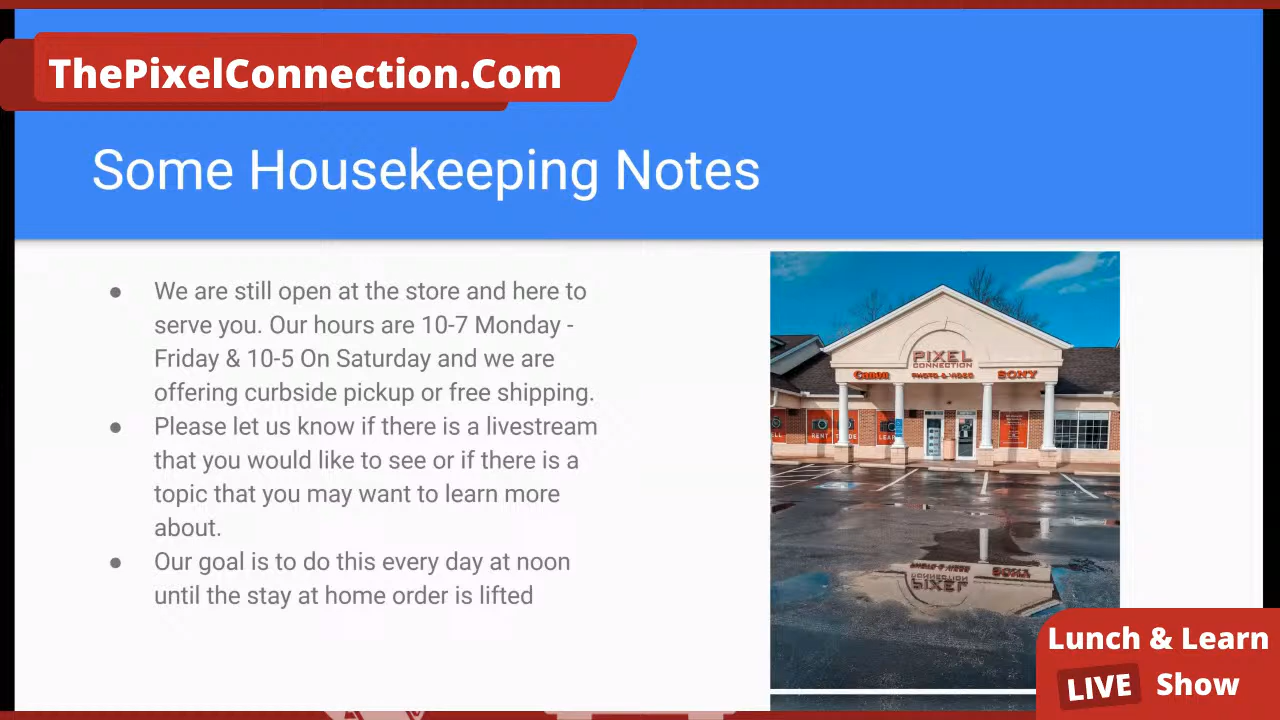 ThePixelConnection.Com
Some Housekeeping Notes
● We are still open at the store and here to
serve you. Our hours are 10-7 Monday -
Friday & 10-5 On Saturday and we are
offering curbside pickup or free shipping.
● Please let us know if there is a livestream
that you would like to see or if there is a
topic that you may want to learn more
about.
● Our goal is to do this every day at noon
until the stay at home order is lifted
PIXEL
CONNECTION
Canon PHOTO & VIDEO SONY
RENT
Lunch & Learn
LIVE Show